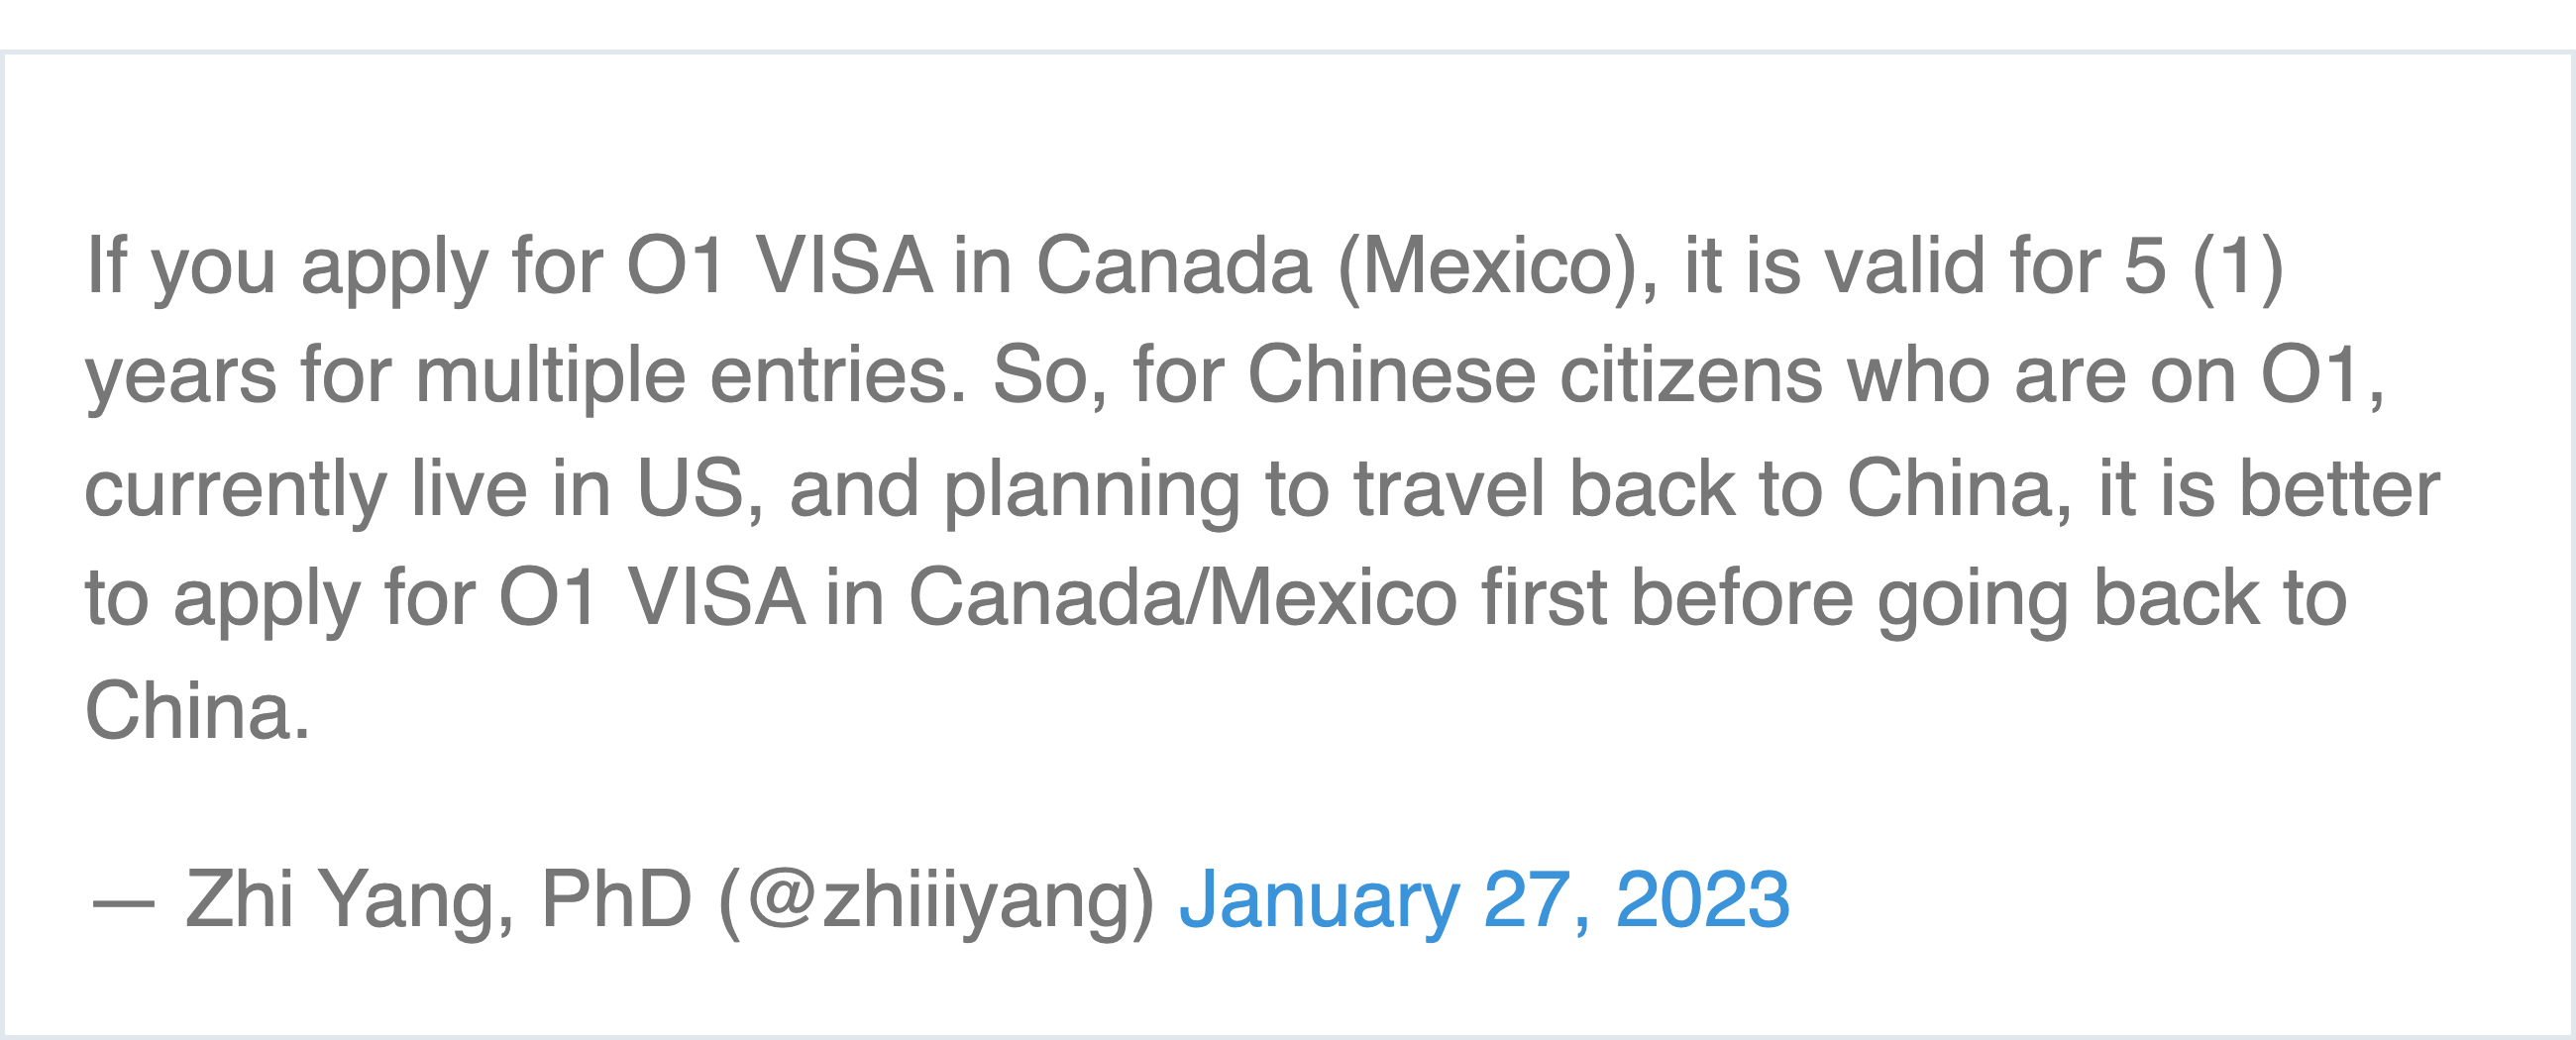 If you apply for O1 VISA in Canada (Mexico), it is valid for 5 (1)
years for multiple entries. So, for Chinese citizens who are on O1,
currently live in US, and planning to travel back to China, it is better
to apply for O1 VISA in Canada/Mexico first before going back to
China.
— Zhi Yang, PhD (@zhiiiyang) January 27, 2023